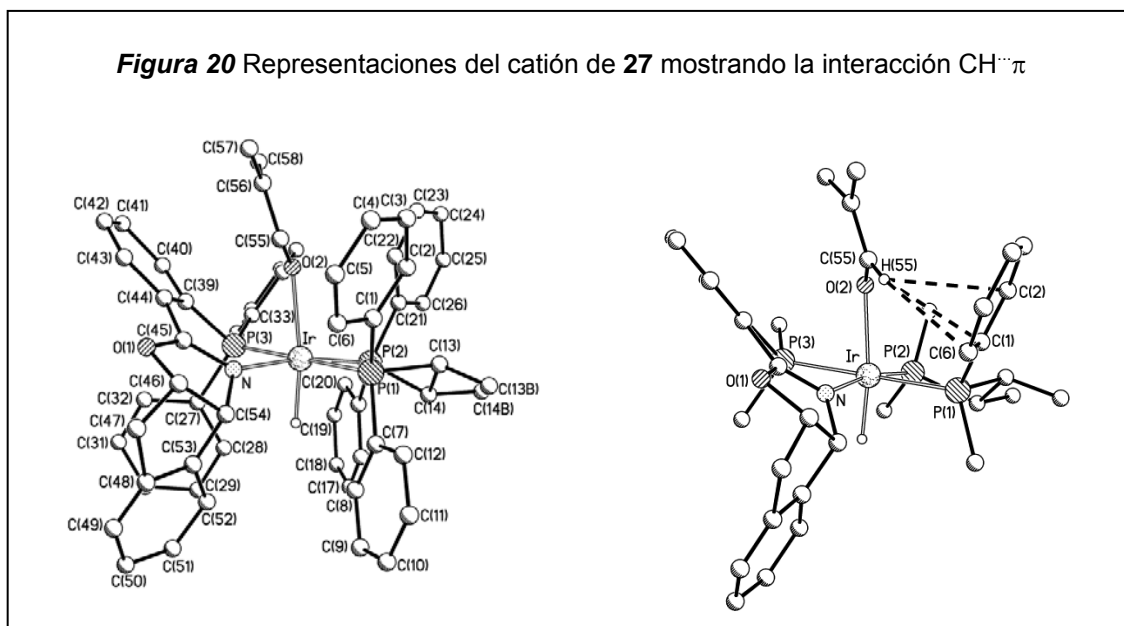 Figura 20 Representaciones del catión de 27 mostrando la interacción CH···π
C(57)
C(58)
C(56)
C(42)
C(41)
C(43)
C(40)
C(55)
O(2)
C(39)
C(44)
C(33)
C(45)
O(1)
P(3)
Ir
N
C(46)
C(32)
C(47)
C(27)
C(54)
C(31)
C(53)
C(28)
C(48)
C(29)
C(52)
C(49)
C(51)
C(50)
C(4)
C(3)
C(23)
C(24)
C(22)
C(2)
C(5)
C(25)
C(1)
C(26)
C(6)
C(21)
P(2)
P(1)
C(13)
C(13B)
C(14)
C(14B)
C(20)
C(19)
C(7)
C(12)
C(18)
C(17)
C(8)
C(11)
C(9)
C(10)
C(55)
H(55)
O(2)
C(2)
C(1)
C(6)
Ir
P(3)
P(2)
O(1)
N
P(1)